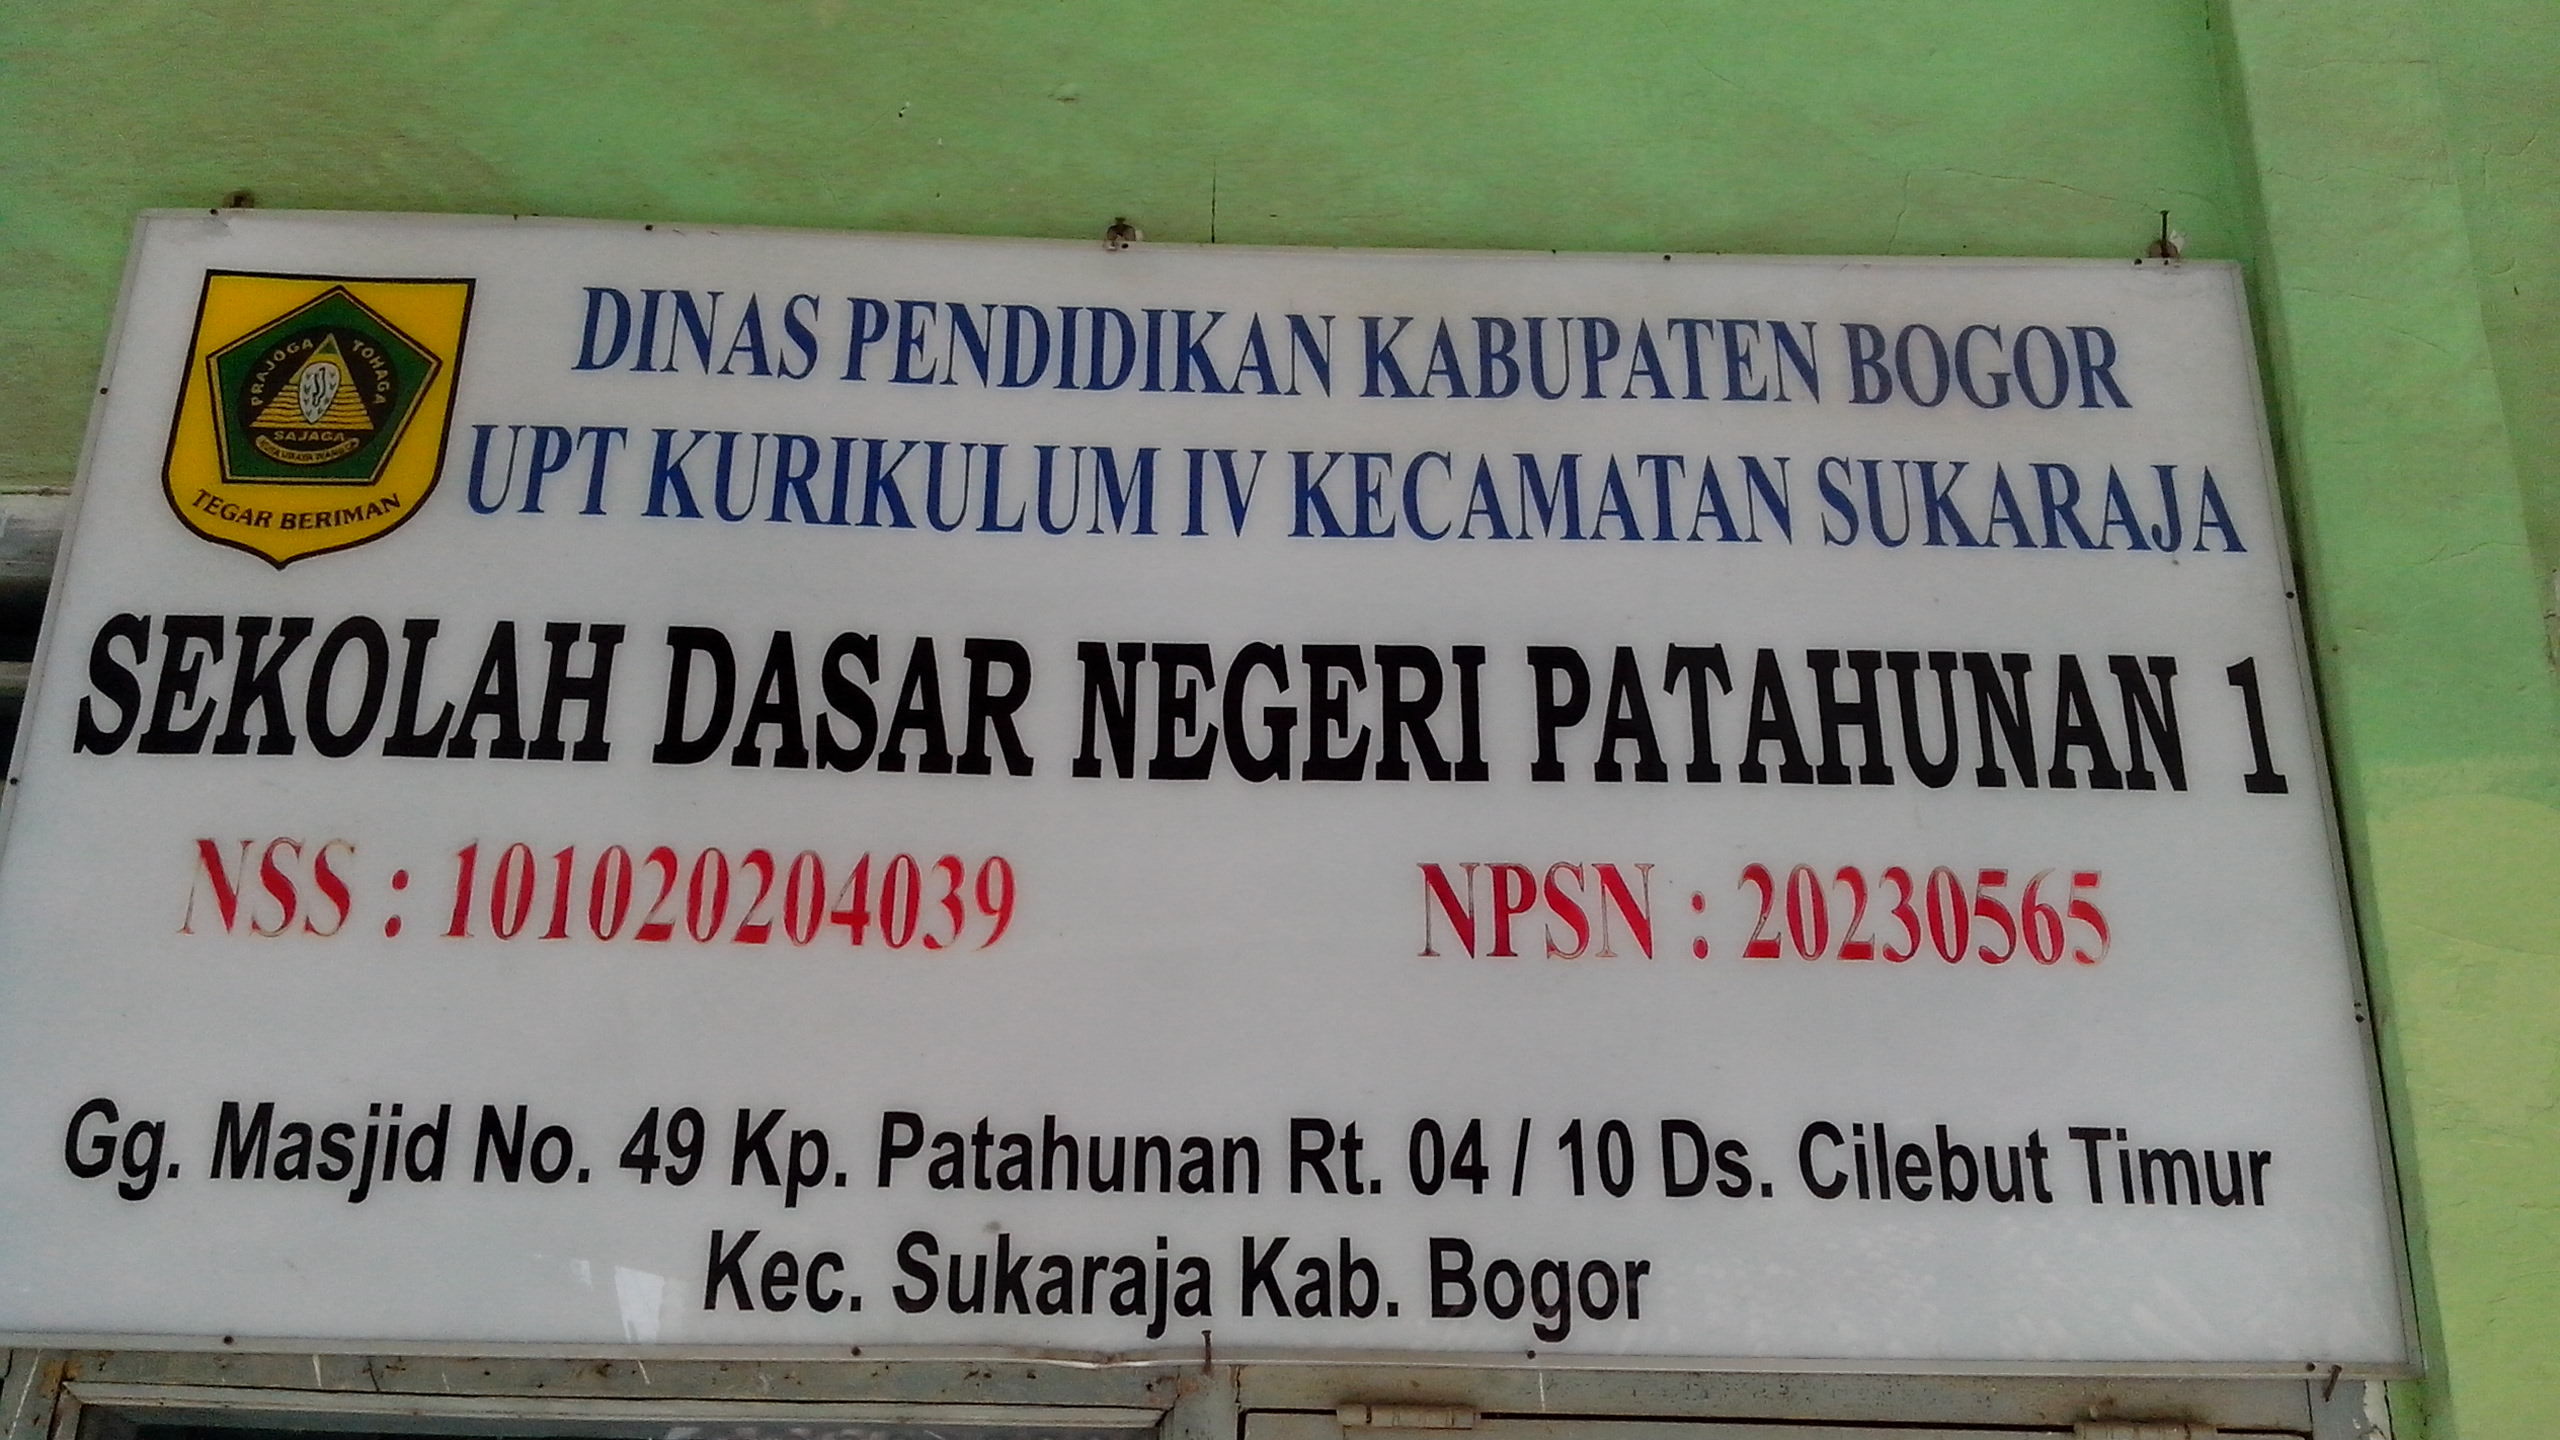 DINAS PENDIDIKAN KABUPATEN BOGOR
UPT KURIKULUM IV KECAMATAN SUKARAJA
PRAJOGA TOHAGA
SAJAGA
TEGAR BERIMAN
SEKOLAH DASAR NEGERI PATAHUNAN 1
NSS : 101020204039 NPSN : 20230565
Gg. Masjid No. 49 Kp. Patahunan Rt. 04 / 10 Ds. Cilebut Timur
Kec. Sukaraja Kab. Bogor